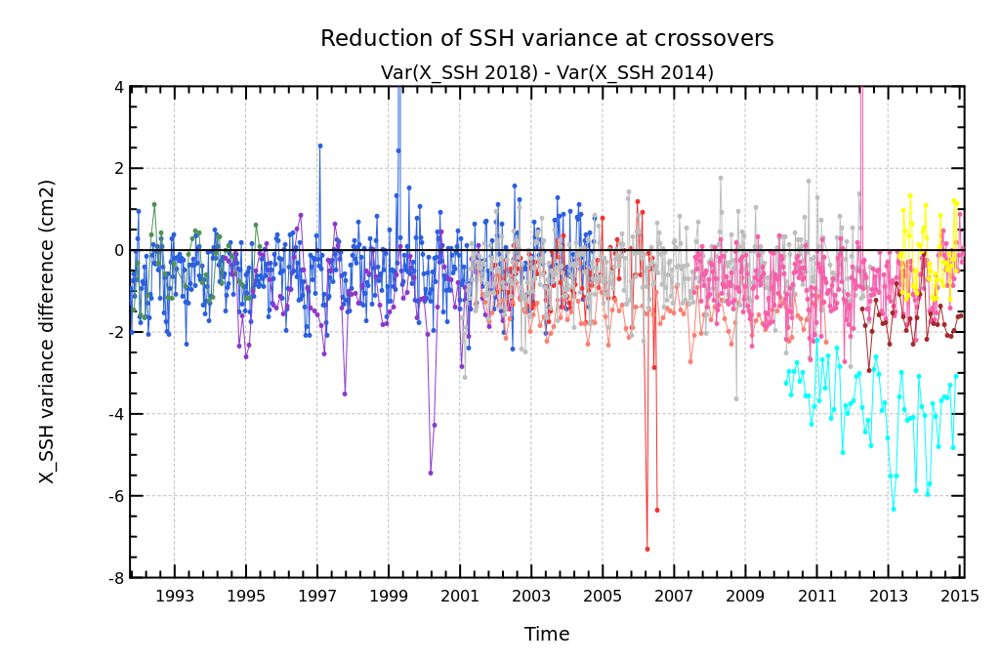 Reduction of SSH variance at crossovers
Var(X_SSH 2018) - Var(X_SSH 2014)
X_SSH variance difference (cm2)
4
2
0
-2
-4
-6
-8
1993 1995 1997 1999 2001 2003 2005 2007 2009 2011 2013 2015
Time